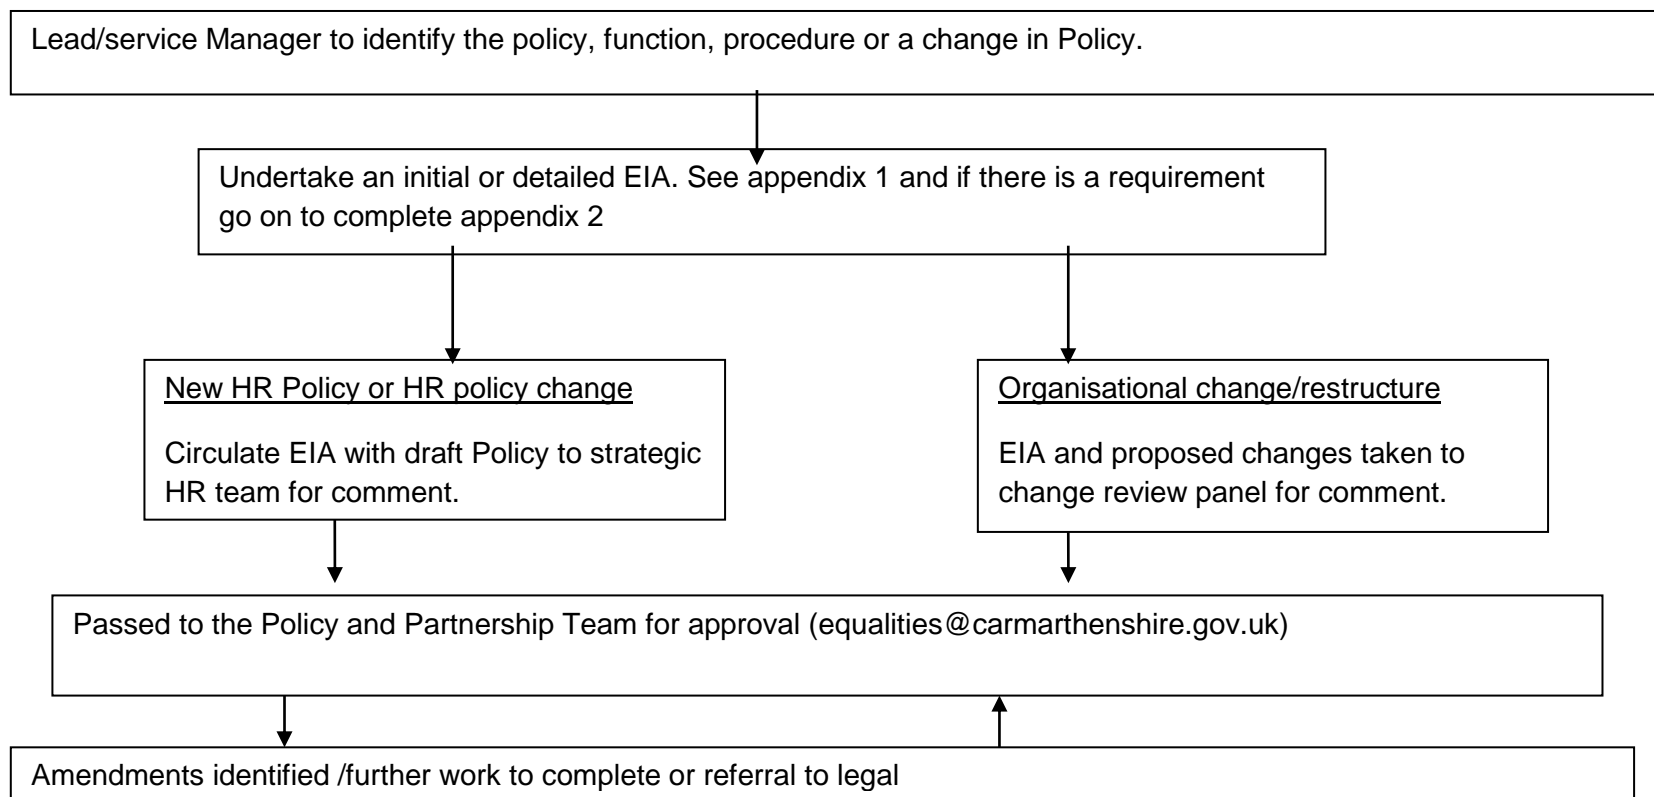 Lead/service Manager to identify the policy, function, procedure or a change in Policy.
Undertake an initial or detailed EIA. See appendix 1 and if there is a requirement
go on to complete appendix 2
New HR Policy or HR policy change
Circulate EIA with draft Policy to strategic
HR team for comment.
Organisational change/restructure
EIA and proposed changes taken to
change review panel for comment.
Passed to the Policy and Partnership Team for approval (equalities@carmarthenshire.gov.uk)
Amendments identified /further work to complete or referral to legal